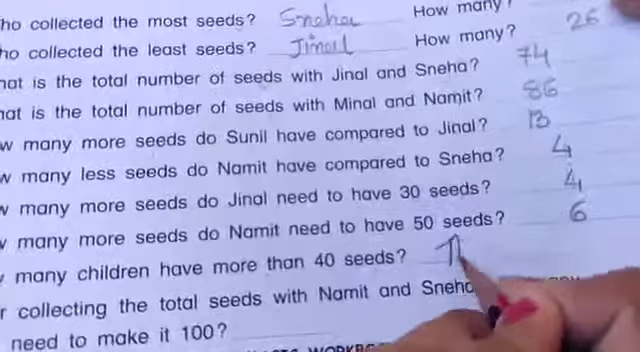 ho collected the most seeds? Sneha How many?
ho collected the least seeds? Jinal How many? 26
hat is the total number of seeds with Jinal and Sneha? 74
hat is the total number of seeds with Minal and Namit? 86
w many more seeds do Sunil have compared to Jinal? 13
w many less seeds do Namit have compared to Sneha? 4
w many more seeds do Jinal need to have 30 seeds? 4
w many more seeds do Namit need to have 50 seeds? 6
many children have more than 40 seeds?
r collecting the total seeds with Namit and Sneha
need to make it 100?